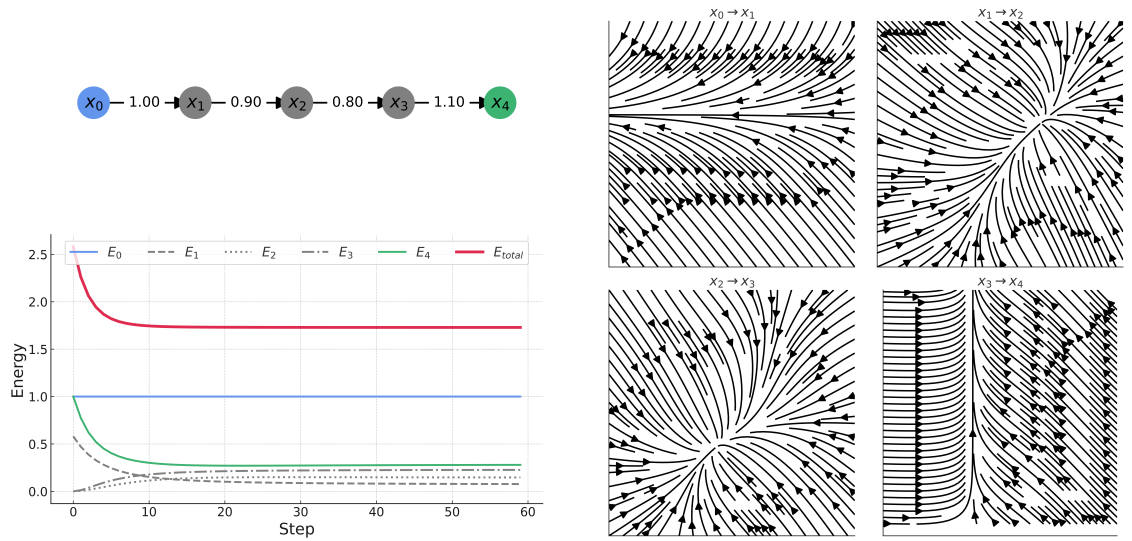 x₀ → x₁
x₁ → x₂
x₀ 1.00 x₁ 0.90 x₂ 0.80 x₃ 1.10 x₄
E₀ E₁ E₂ E₃ E₄ E_total
2.5
2.0
1.5
1.0
0.5
0.0
Energy
0 10 20 30 40 50 60
Step
x₂ → x₃
x₃ → x₄